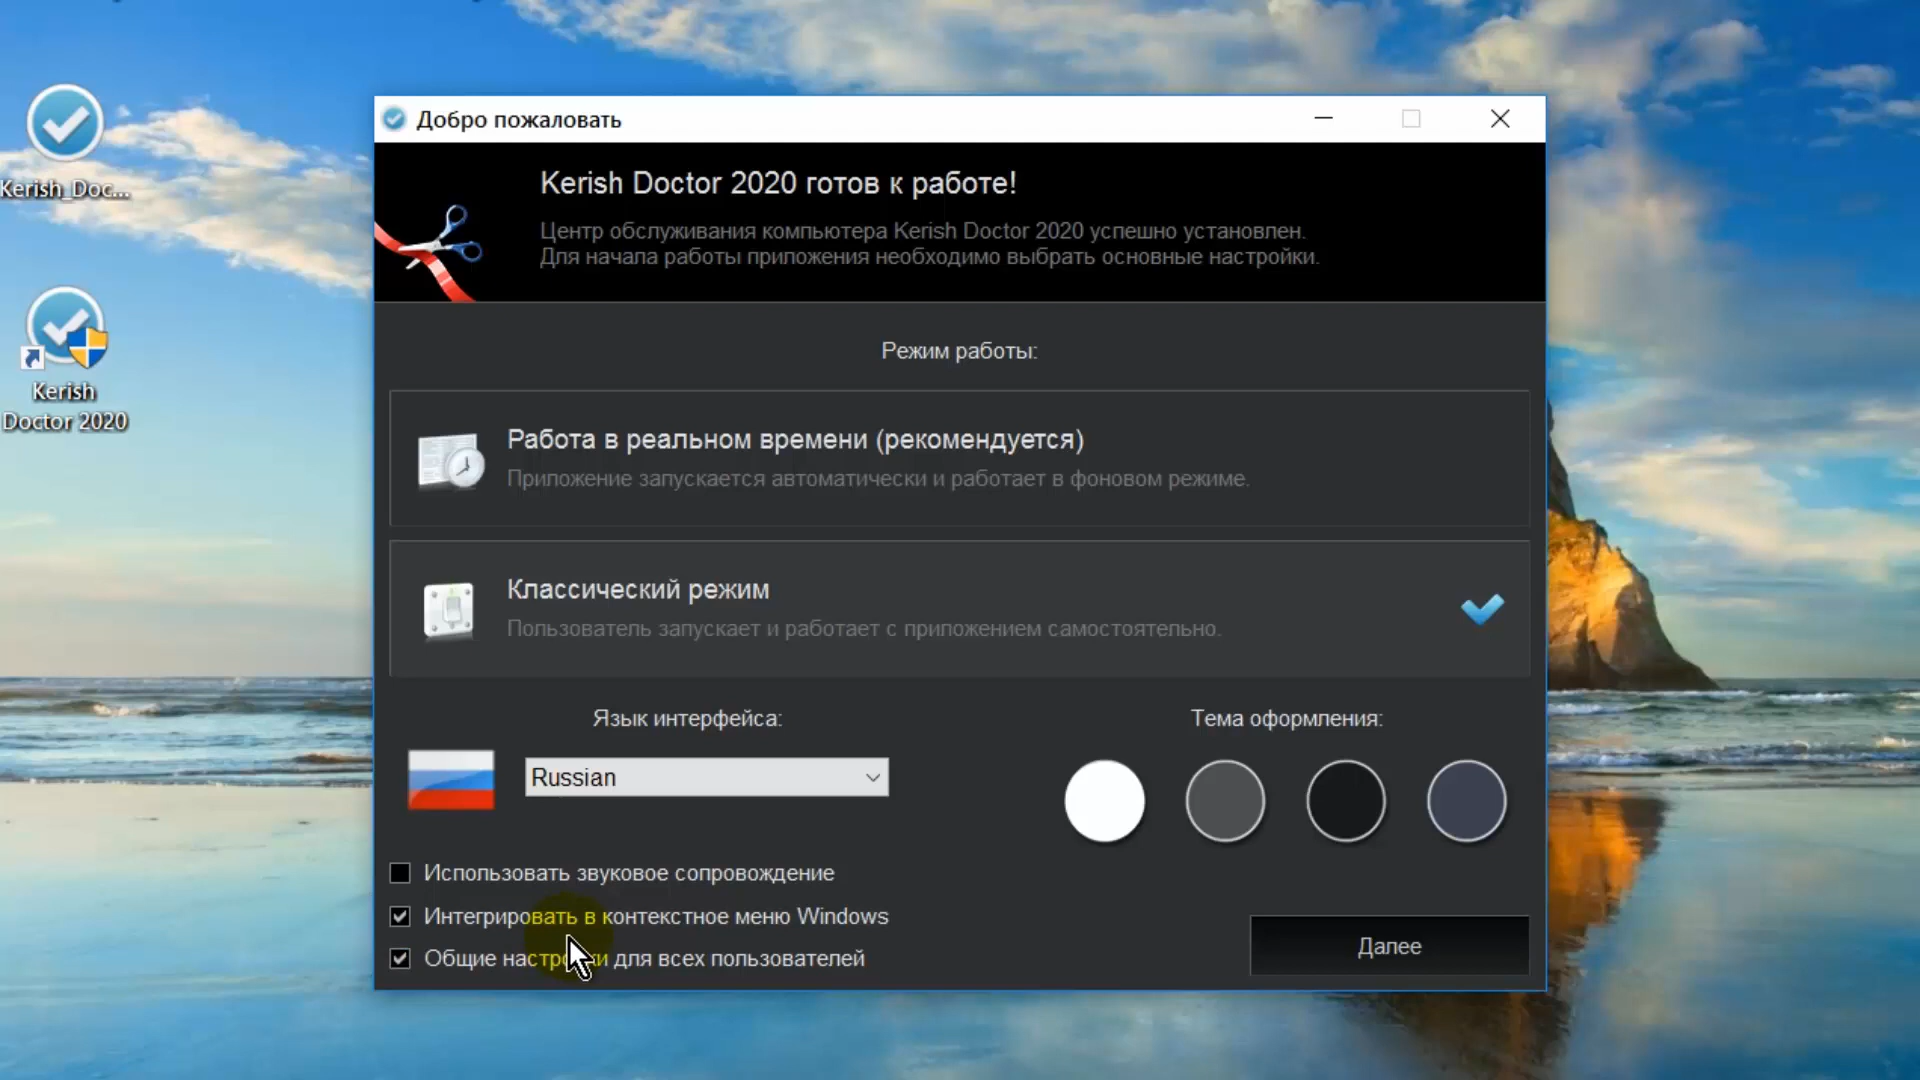 Kerish_Doc...
Kerish
Doctor 2020
Добро пожаловать
Kerish Doctor 2020 готов к работе!
Центр обслуживания компьютера Kerish Doctor 2020 успешно установлен.
Для начала работы приложения необходимо выбрать основные настройки.
Режим работы:
Работа в реальном времени (рекомендуется)
Приложение запускается автоматически и работает в фоновом режиме.
Классический режим
Пользователь запускает и работает с приложением самостоятельно.
Язык интерфейса:
Russian
Тема оформления:
Использовать звуковое сопровождение
Интегрировать в контекстное меню Windows
Общие настройки для всех пользователей
Далее